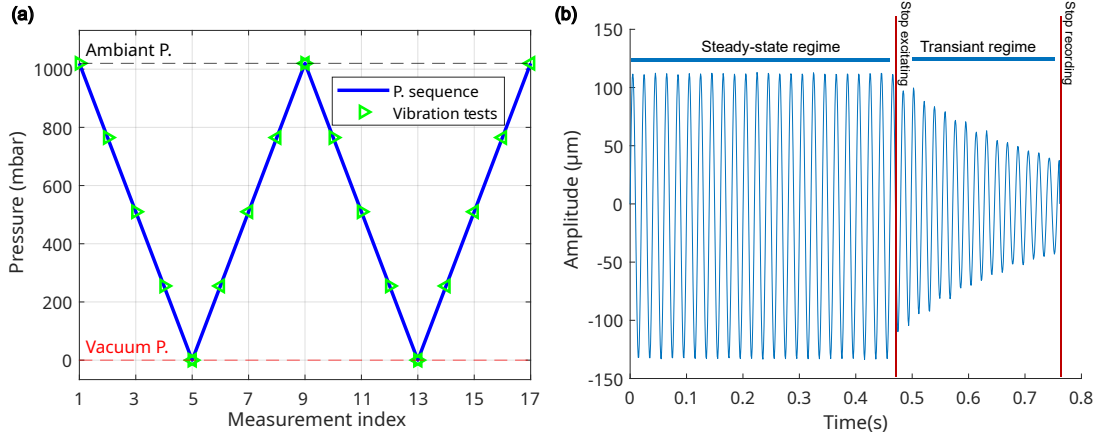 (a)
Ambiant P.
P. sequence
Vibration tests
Vacuum P.
1000
800
600
400
200
0
Pressure (mbar)
1 3 5 7 9 11 13 15 17
Measurement index
(b)
Steady-state regime
Stop excitating
Transiant regime
Stop recording
150
100
50
0
-50
-100
-150
Amplitude (µm)
0 0.1 0.2 0.3 0.4 0.5 0.6 0.7 0.8
Time(s)